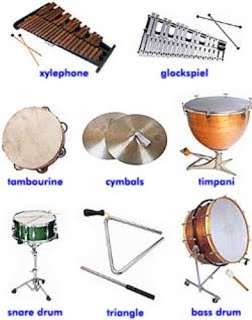 xylephone glockspiel
tambourine cymbals timpani
snare drum triangle bass drum